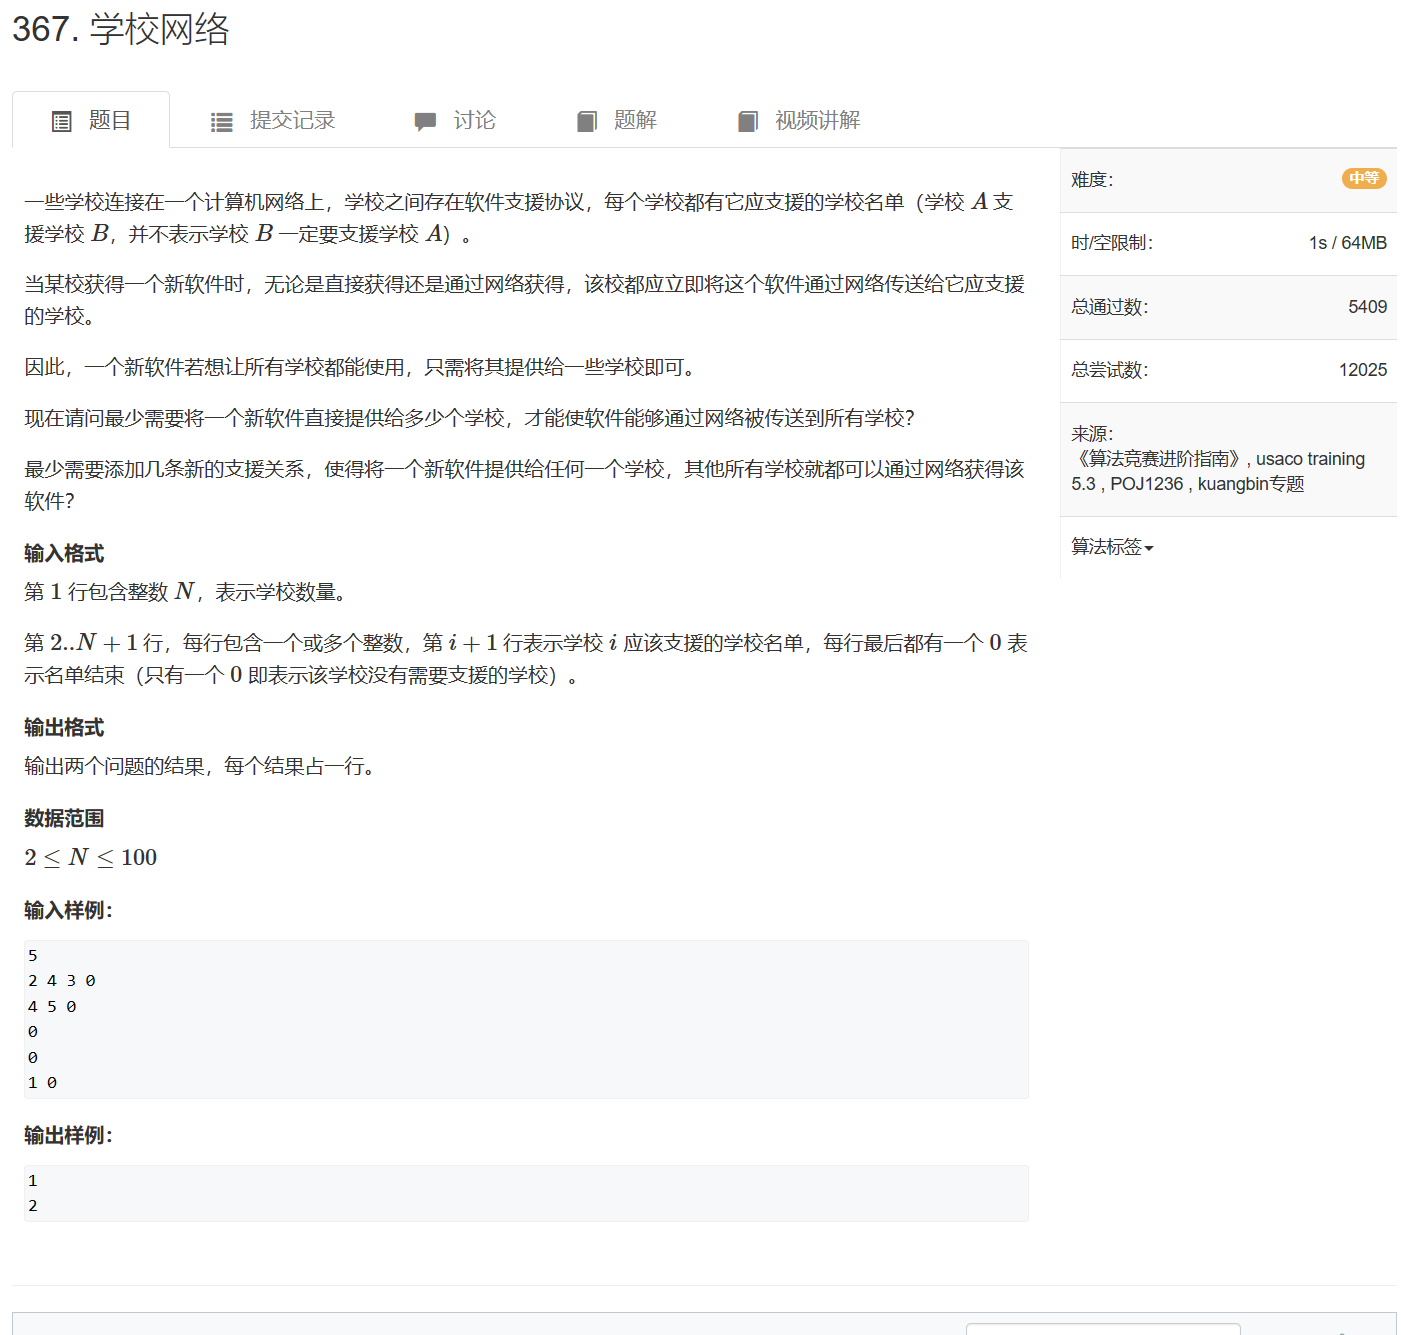 367. 学校网络
题目 提交记录 讨论 题解 视频讲解
一些学校连接在一个计算机网络上，学校之间存在软件支援协议，每个学校都有它应支援的学校名单（学校 A 支
援学校 B，并不表示学校 B 一定要支援学校 A）。
当某校获得一个新软件时，无论是直接获得还是通过网络获得，该校都应立即将这个软件通过网络传送给它应支援
的学校。
因此，一个新软件若想让所有学校都能使用，只需将其提供给一些学校即可。
现在请问最少需要将一个新软件直接提供给多少个学校，才能使软件能够通过网络被传送到所有学校？
最少需要添加几条新的支援关系，使得将一个新软件提供给任何一个学校，其他所有学校就都可以通过网络获得该
软件？
输入格式
第 1 行包含整数 N，表示学校数量。
第 2..N + 1 行，每行包含一个或多个整数，第 i + 1 行表示学校 i 应该支援的学校名单，每行最后都有一个 0 表
示名单结束（只有一个 0 即表示该学校没有需要支援的学校）。
输出格式
输出两个问题的结果，每个结果占一行。
数据范围
2 ≤ N ≤ 100
输入样例：
5
2 4 3 0
4 5 0
0
0
1 0
输出样例：
1
2
难度： 中等
时/空限制： 1s / 64MB
总通过数： 5409
总尝试数： 12025
来源：
《算法竞赛进阶指南》, usaco training
5.3 , POJ1236 , kuangbin专题
算法标签